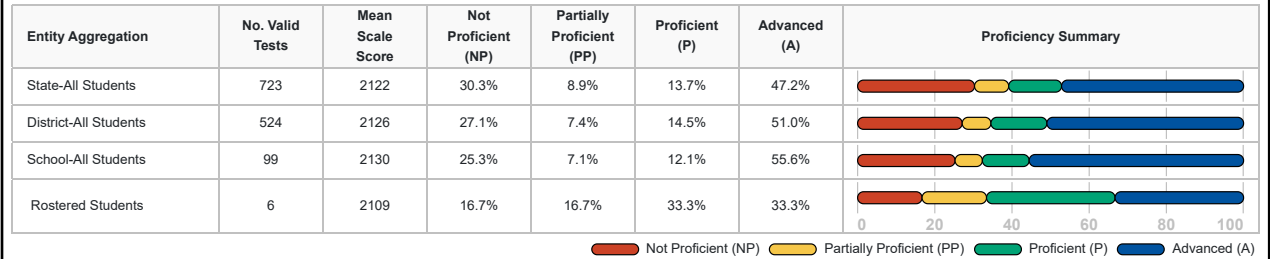 Entity Aggregation No. Valid Tests Mean Scale Score Not Proficient (NP) Partially Proficient (PP) Proficient (P) Advanced (A) Proficiency Summary
State-All Students 723 2122 30.3% 8.9% 13.7% 47.2%
District-All Students 524 2126 27.1% 7.4% 14.5% 51.0%
School-All Students 99 2130 25.3% 7.1% 12.1% 55.6%
Rostered Students 6 2109 16.7% 16.7% 33.3% 33.3%
0 20 40 60 80 100
Not Proficient (NP) Partially Proficient (PP) Proficient (P) Advanced (A)